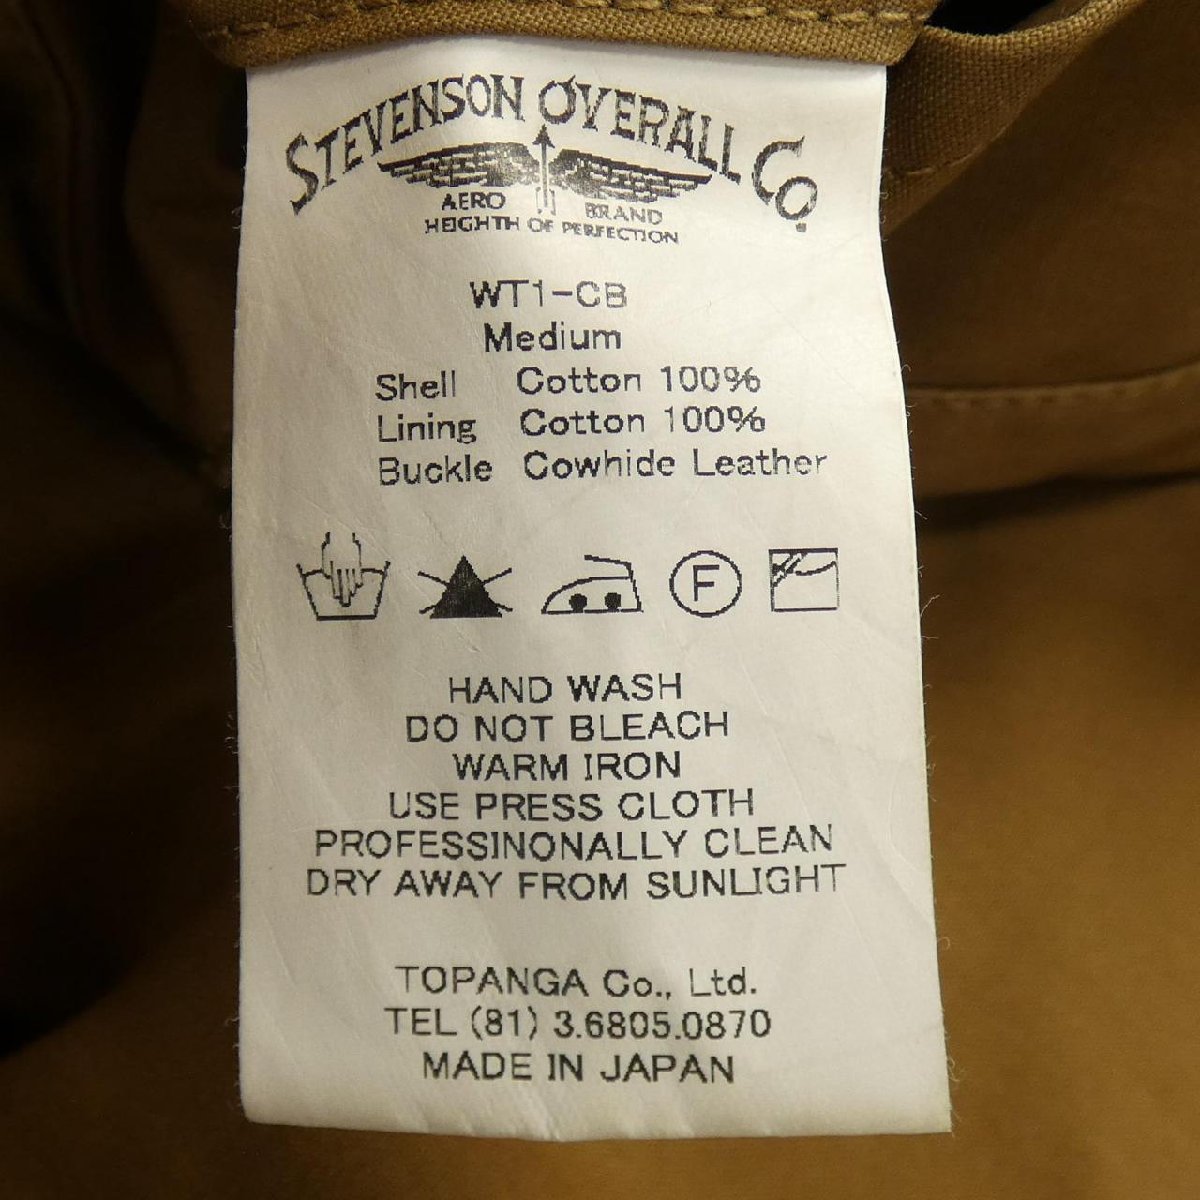 STEVENSON OVERALL Co.
AERO BRAND
HEIGHTH OF PERFECTION
WT1-CB
Medium
Shell Cotton 100%
Lining Cotton 100%
Buckle Cowhide Leather
F
HAND WASH
DO NOT BLEACH
WARM IRON
USE PRESS CLOTH
PROFESSINONALLY CLEAN
DRY AWAY FROM SUNLIGHT
TOPANGA Co., Ltd.
TEL (81) 3.6805.0870
MADE IN JAPAN